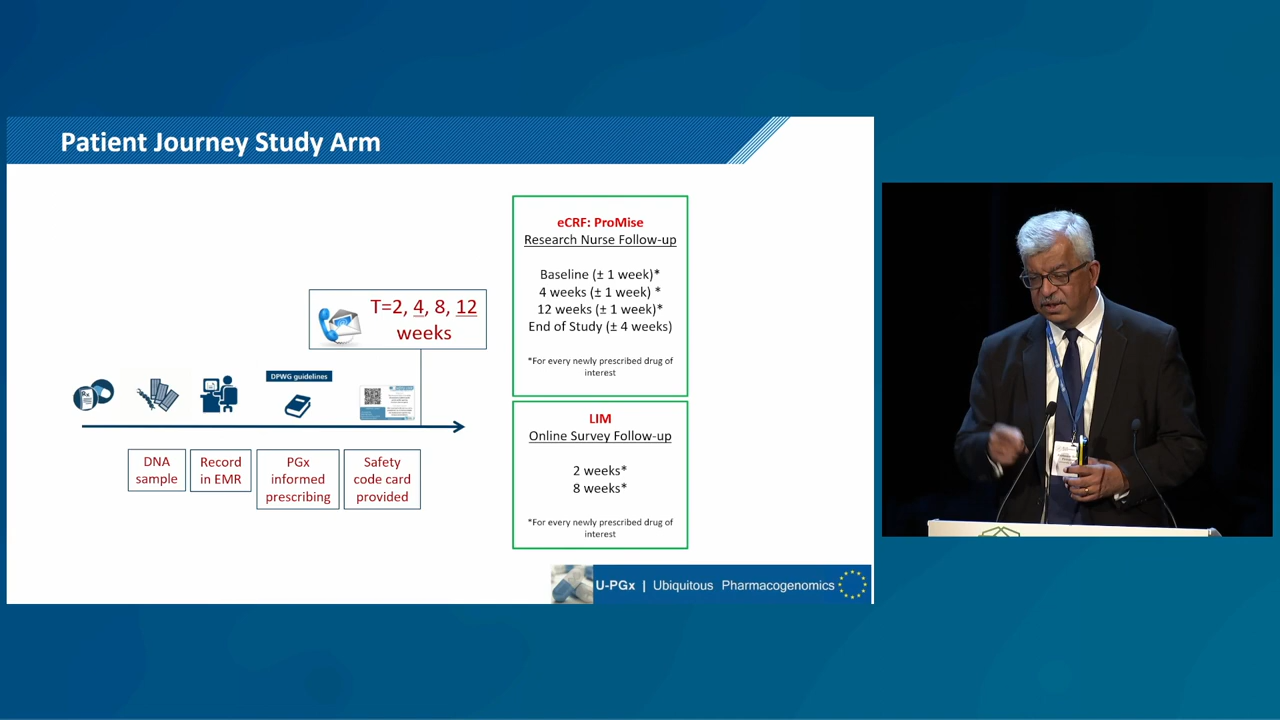 Patient Journey Study Arm
T=2, 4, 8, 12
weeks
DPWG guidelines
DNA
sample
Record
in EMR
PGx
informed
prescribing
Safety
code card
provided
eCRF: ProMise
Research Nurse Follow-up
Baseline (± 1 week)*
4 weeks (± 1 week) *
12 weeks (± 1 week)*
End of Study (± 4 weeks)
*For every newly prescribed drug of
interest
LIM
Online Survey Follow-up
2 weeks*
8 weeks*
*For every newly prescribed drug of
interest
U-PGx | Ubiquitous Pharmacogenomics